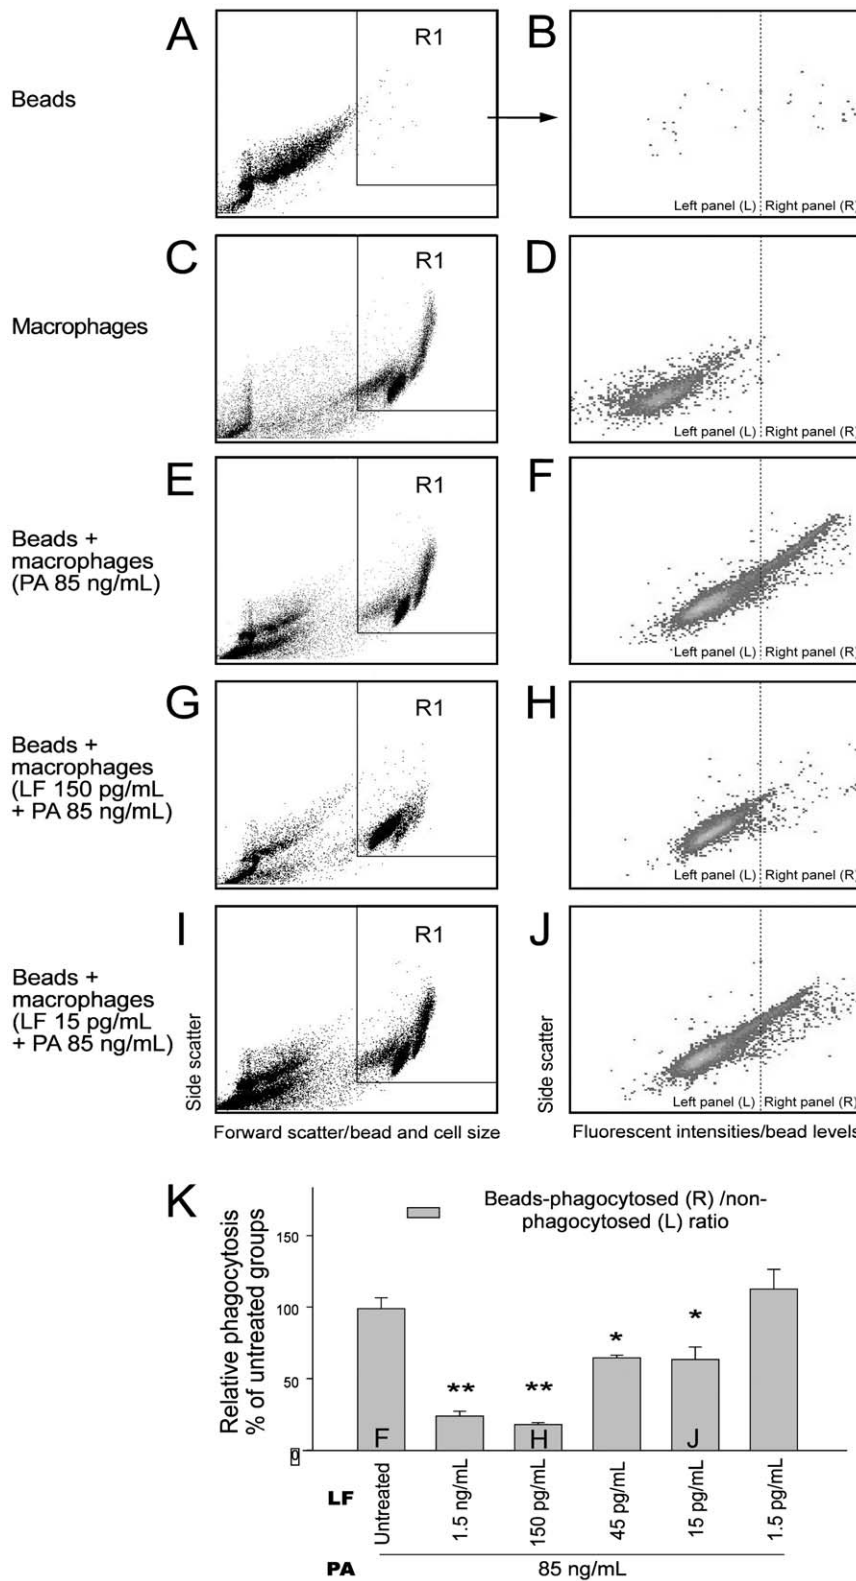 A
R1
B
Beads
Left panel (L)
Right panel (R)
C
R1
D
Macrophages
Left panel (L)
Right panel (R)
E
R1
F
Beads +
macrophages
(PA 85 ng/mL)
Left panel (L)
Right panel (R)
G
R1
H
Beads +
macrophages
(LF 150 pg/mL
+ PA 85 ng/mL)
Left panel (L)
Right panel (R)
I
R1
J
Beads +
macrophages
(LF 15 pg/mL
+ PA 85 ng/mL)
Side scatter
Side scatter
Left panel (L)
Right panel (R)
Forward scatter/bead and cell size
Fluorescent intensities/bead levels
K
Beads-phagocytosed (R) /non-
phagocytosed (L) ratio
Relative phagocytosis
% of untreated groups
150
100
50
0
**
**
*
*
F
H
J
LF
Untreated
1.5 ng/mL
150 pg/mL
45 pg/mL
15 pg/mL
1.5 pg/mL
PA
85 ng/mL